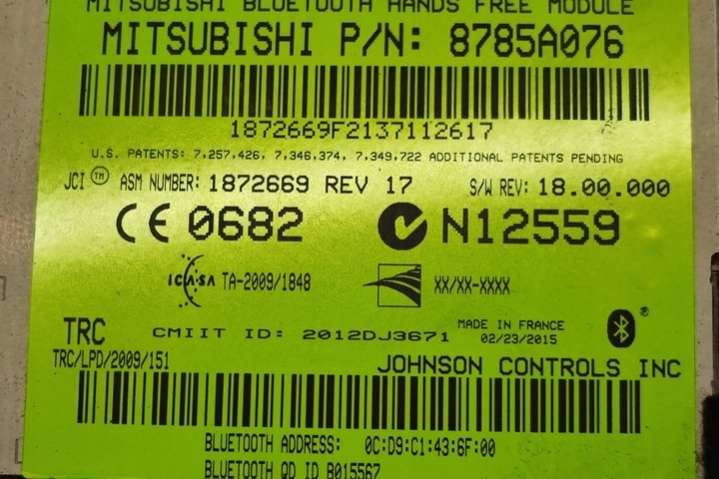 MITSUBISHI BLUETOOTH HANDS FREE MODULE
MITSUBISHI P/N: 8785A076
1872669F2137112617
U.S. PATENTS: 7,257,426, 7,346,374, 7,349,722 ADDITIONAL PATENTS PENDING
JCI™ ASM NUMBER: 1872669 REV 17 S/W REV: 18.00.000
CE 0682 N12559
ICASA TA-2009/1848 XX/XX-XXXX
TRC CMIIT ID: 2012DJ3671 MADE IN FRANCE
02/23/2015
TRC/LPD/2009/151 JOHNSON CONTROLS INC
BLUETOOTH ADDRESS: 0C:D9:C1:43:6F:00
BLUETOOTH QD ID B015567